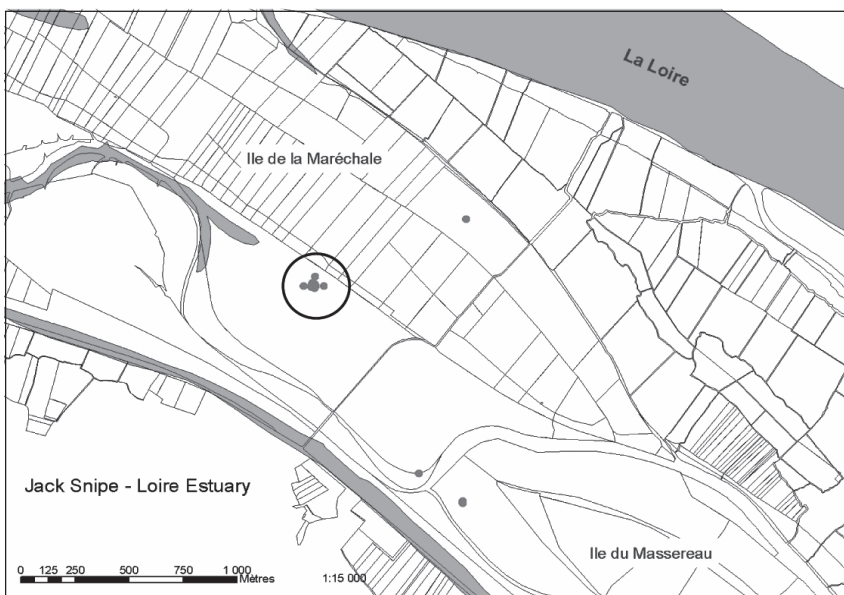 La Loire
Ile de la Maréchale
Jack Snipe - Loire Estuary
Ile du Massereau
0 125 250 500 750 1 000
Mètres
1:15 000